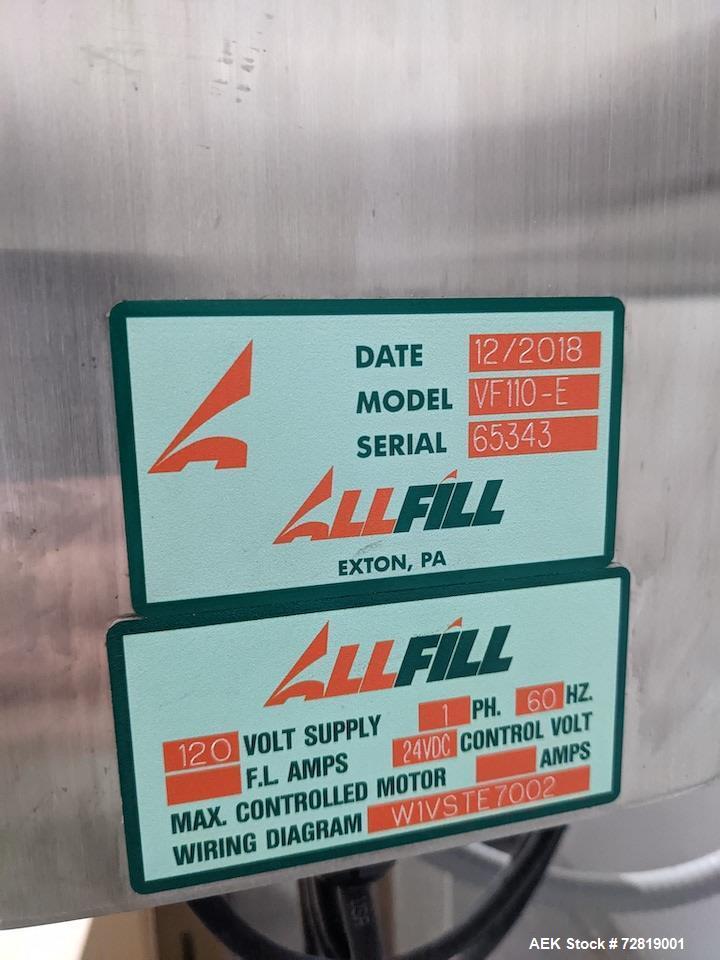 DATE 12/2018
MODEL VF110-E
SERIAL 65343
ALLFILL
EXTON, PA
ALLFILL
120 VOLT SUPPLY 1 PH. 60 HZ.
F.L. AMPS 24VDC CONTROL VOLT
MAX. CONTROLLED MOTOR AMPS
WIRING DIAGRAM W1VSTE7002
AEK Stock # 72819001